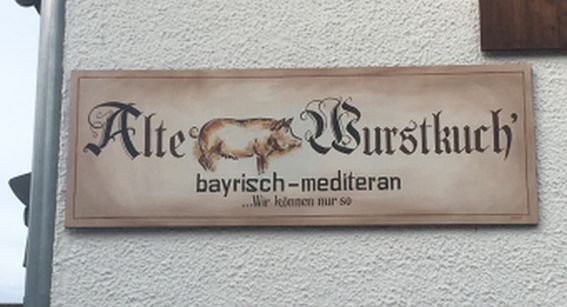 Alte Wurstkuch'
bayrisch-mediteran
...Wir können nur so